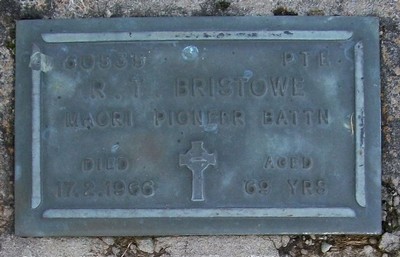 PTE
R. T. BRISTOWE
MAORI PIONEER BATTN
DIED AGED
17.2.1966 69 YRS